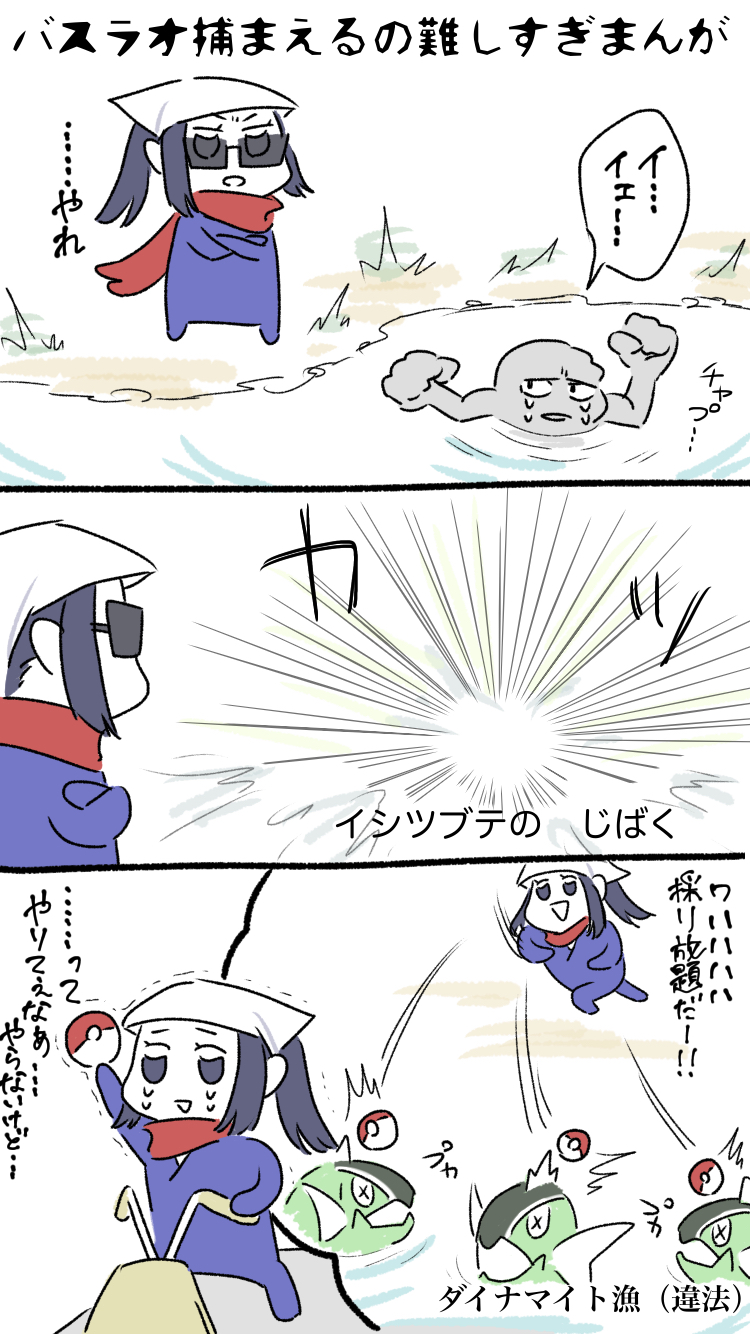 バスラオ捕まえるの難しすぎまんが
イ…
イエ…
……やれ
チャプ…
カッ
イシツブテの じばく
ワハハハハ
採り放題だー!!
……って
やりてぇなぁ…
やらないけど…
プカ
プカ
ダイナマイト漁（違法）